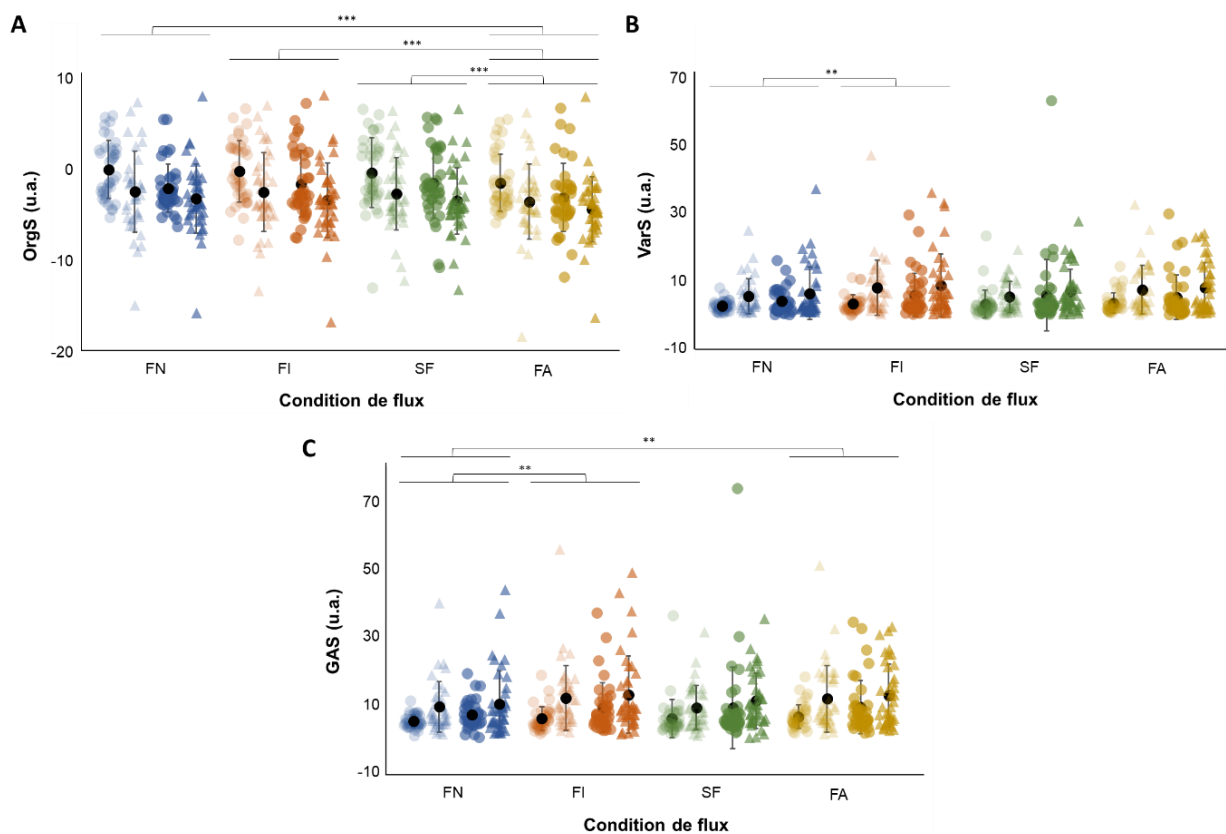 A
***
***
***
10
0
-10
-20
OrgS (u.a.)
FN FI SF FA
Condition de flux
B
**
70
50
30
10
-10
VarS (u.a.)
FN FI SF FA
Condition de flux
C
**
**
70
50
30
10
-10
GAS (u.a.)
FN FI SF FA
Condition de flux